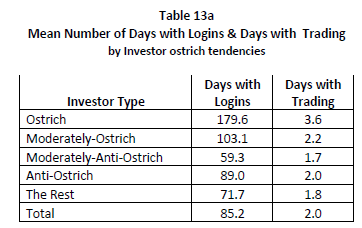 Table 13a
Mean Number of Days with Logins & Days with Trading
by Investor ostrich tendencies
Investor Type Days with Logins Days with Trading
Ostrich 179.6 3.6
Moderately-Ostrich 103.1 2.2
Moderately-Anti-Ostrich 59.3 1.7
Anti-Ostrich 89.0 2.0
The Rest 71.7 1.8
Total 85.2 2.0